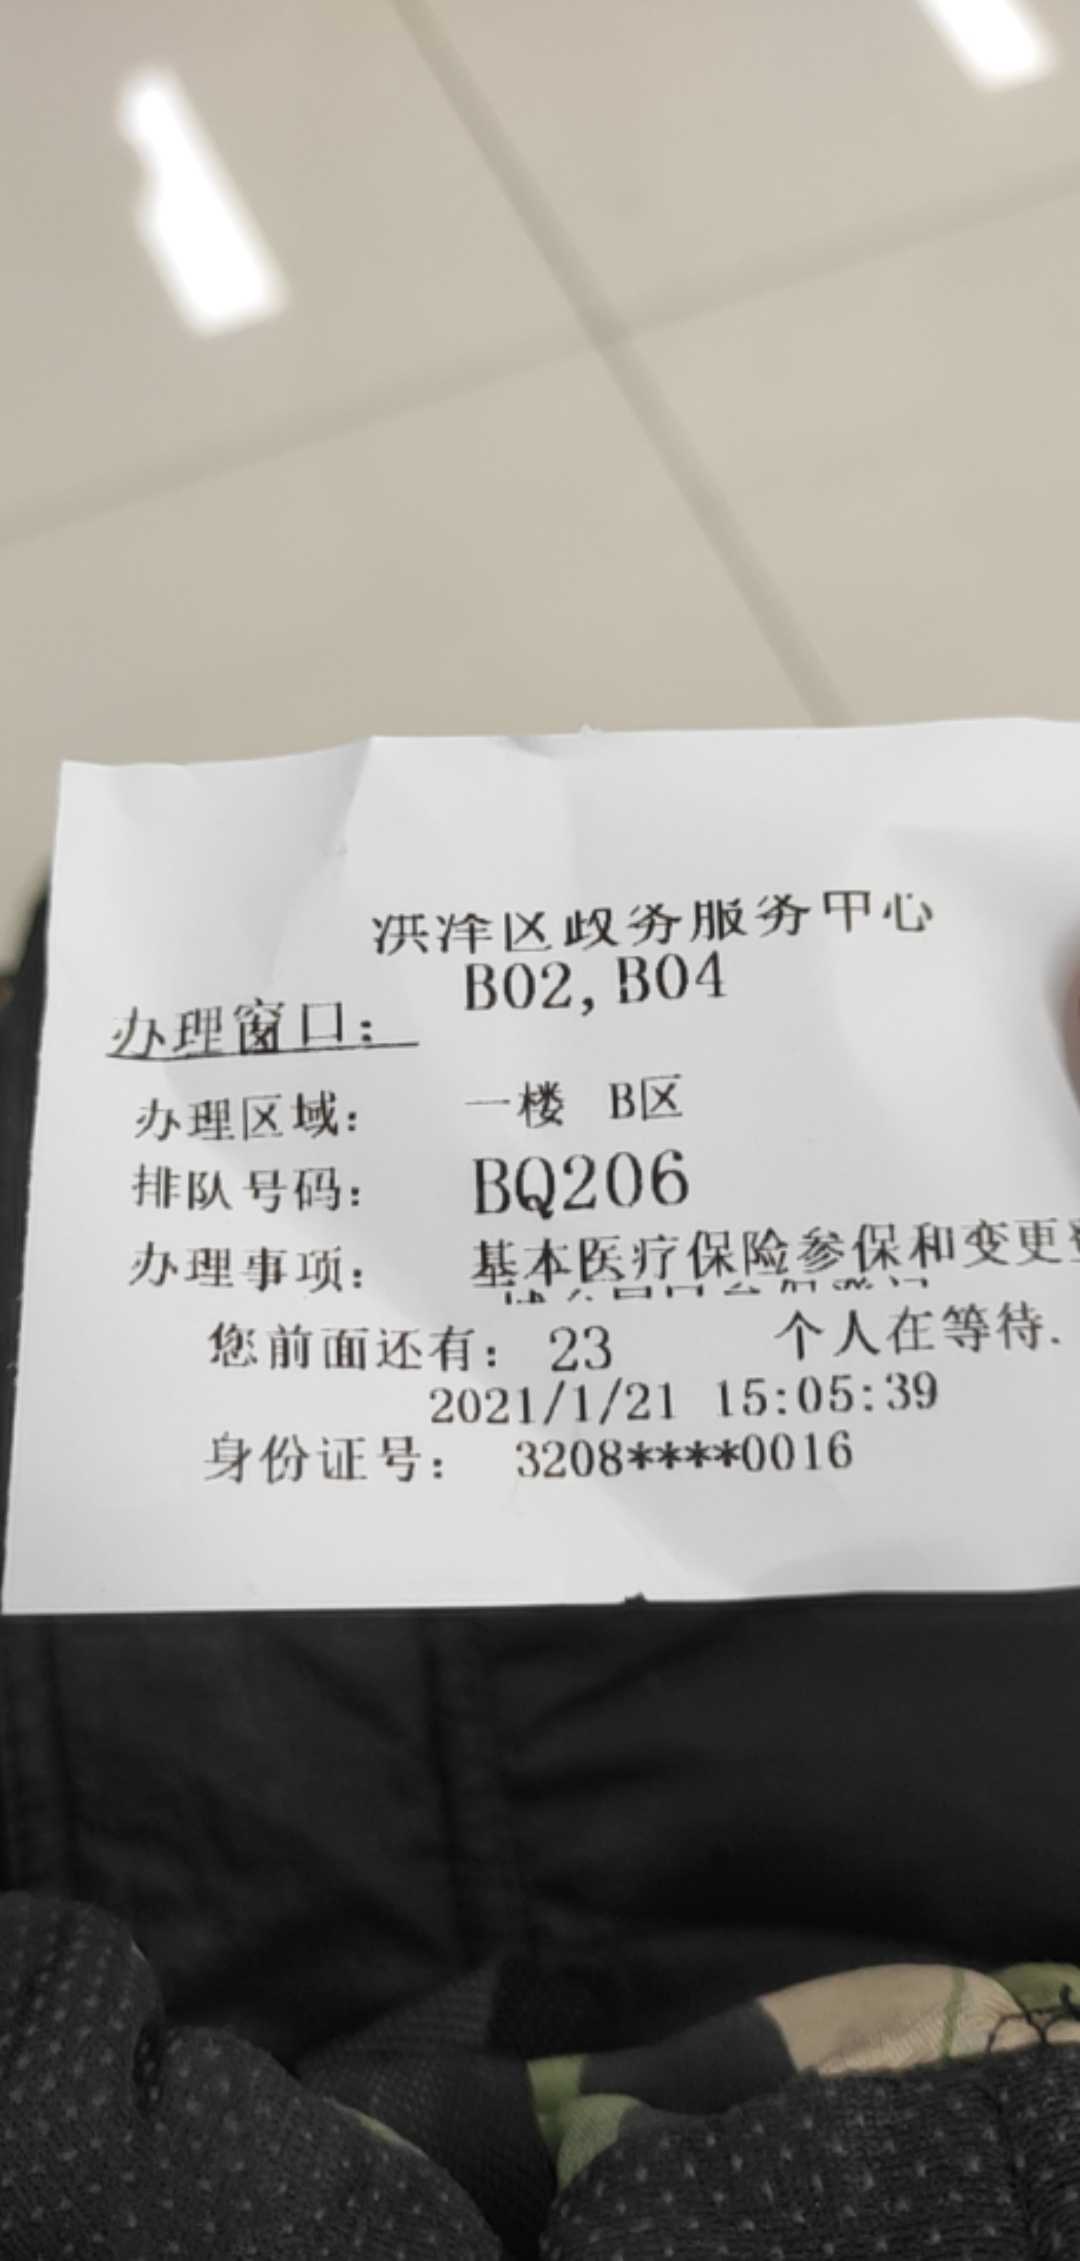 洪泽区政务服务中心
B02,B04
办理窗口:
办理区域: 一楼 B区
排队号码: BQ206
办理事项: 基本医疗保险参保和变更
您前面还有: 23 个人在等待.
2021/1/21 15:05:39
身份证号: 3208****0016